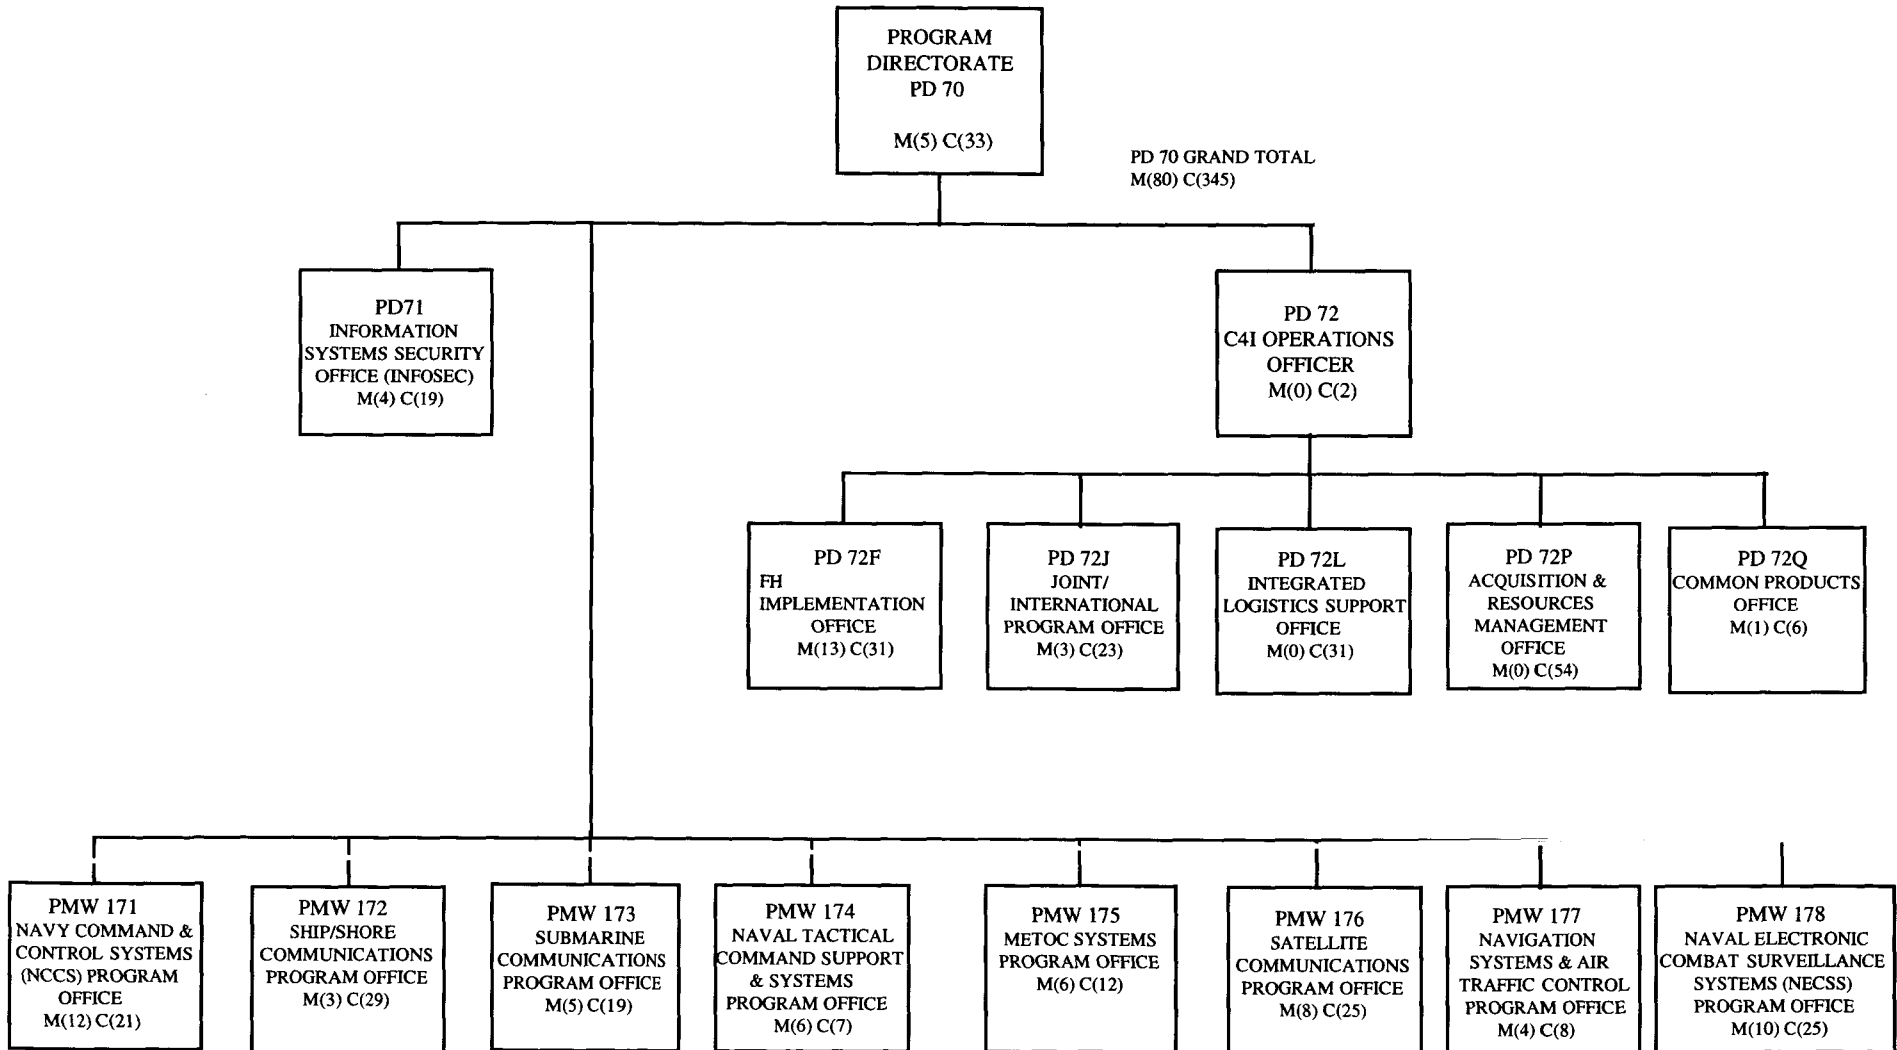 PROGRAM
DIRECTORATE
PD 70
M(5) C(33)
PD 70 GRAND TOTAL
M(80) C(345)
PD71
INFORMATION
SYSTEMS SECURITY
OFFICE (INFOSEC)
M(4) C(19)
PD 72
C4I OPERATIONS
OFFICER
M(0) C(2)
PD 72F
FH
IMPLEMENTATION
OFFICE
M(13) C(31)
PD 72J
JOINT/
INTERNATIONAL
PROGRAM OFFICE
M(3) C(23)
PD 72L
INTEGRATED
LOGISTICS SUPPORT
OFFICE
M(0) C(31)
PD 72P
ACQUISITION &
RESOURCES
MANAGEMENT
OFFICE
M(0) C(54)
PD 72Q
COMMON PRODUCTS
OFFICE
M(1) C(6)
PMW 171
NAVY COMMAND &
CONTROL SYSTEMS
(NCCS) PROGRAM
OFFICE
M(12) C(21)
PMW 172
SHIP/SHORE
COMMUNICATIONS
PROGRAM OFFICE
M(3) C(29)
PMW 173
SUBMARINE
COMMUNICATIONS
PROGRAM OFFICE
M(5) C(19)
PMW 174
NAVAL TACTICAL
COMMAND SUPPORT
& SYSTEMS
PROGRAM OFFICE
M(6) C(7)
PMW 175
METOC SYSTEMS
PROGRAM OFFICE
M(6) C(12)
PMW 176
SATELLITE
COMMUNICATIONS
PROGRAM OFFICE
M(8) C(25)
PMW 177
NAVIGATION
SYSTEMS & AIR
TRAFFIC CONTROL
PROGRAM OFFICE
M(4) C(8)
PMW 178
NAVAL ELECTRONIC
COMBAT SURVEILLANCE
SYSTEMS (NECSS)
PROGRAM OFFICE
M(10) C(25)